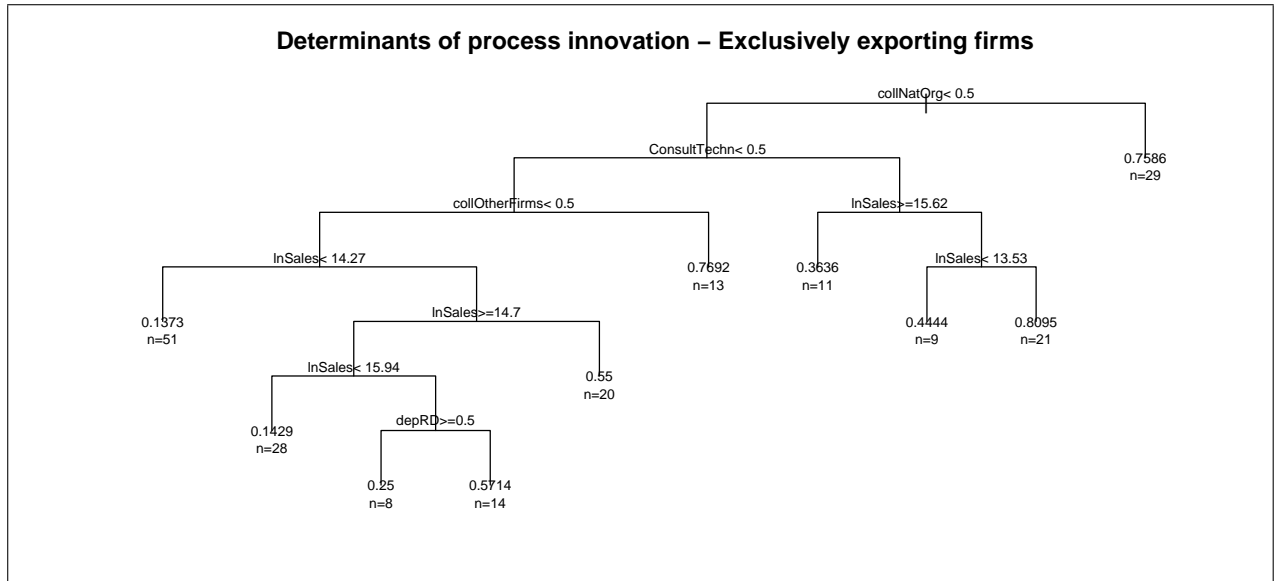 Determinants of process innovation – Exclusively exporting firms
collNatOrg< 0.5
ConsultTechn< 0.5
0.7586
n=29
collOtherFirms< 0.5
lnSales>=15.62
lnSales< 14.27
0.7692
n=13
0.3636
n=11
lnSales< 13.53
0.1373
n=51
lnSales>=14.7
0.4444
n=9
0.8095
n=21
lnSales< 15.94
0.55
n=20
0.1429
n=28
depRD>=0.5
0.25
n=8
0.5714
n=14